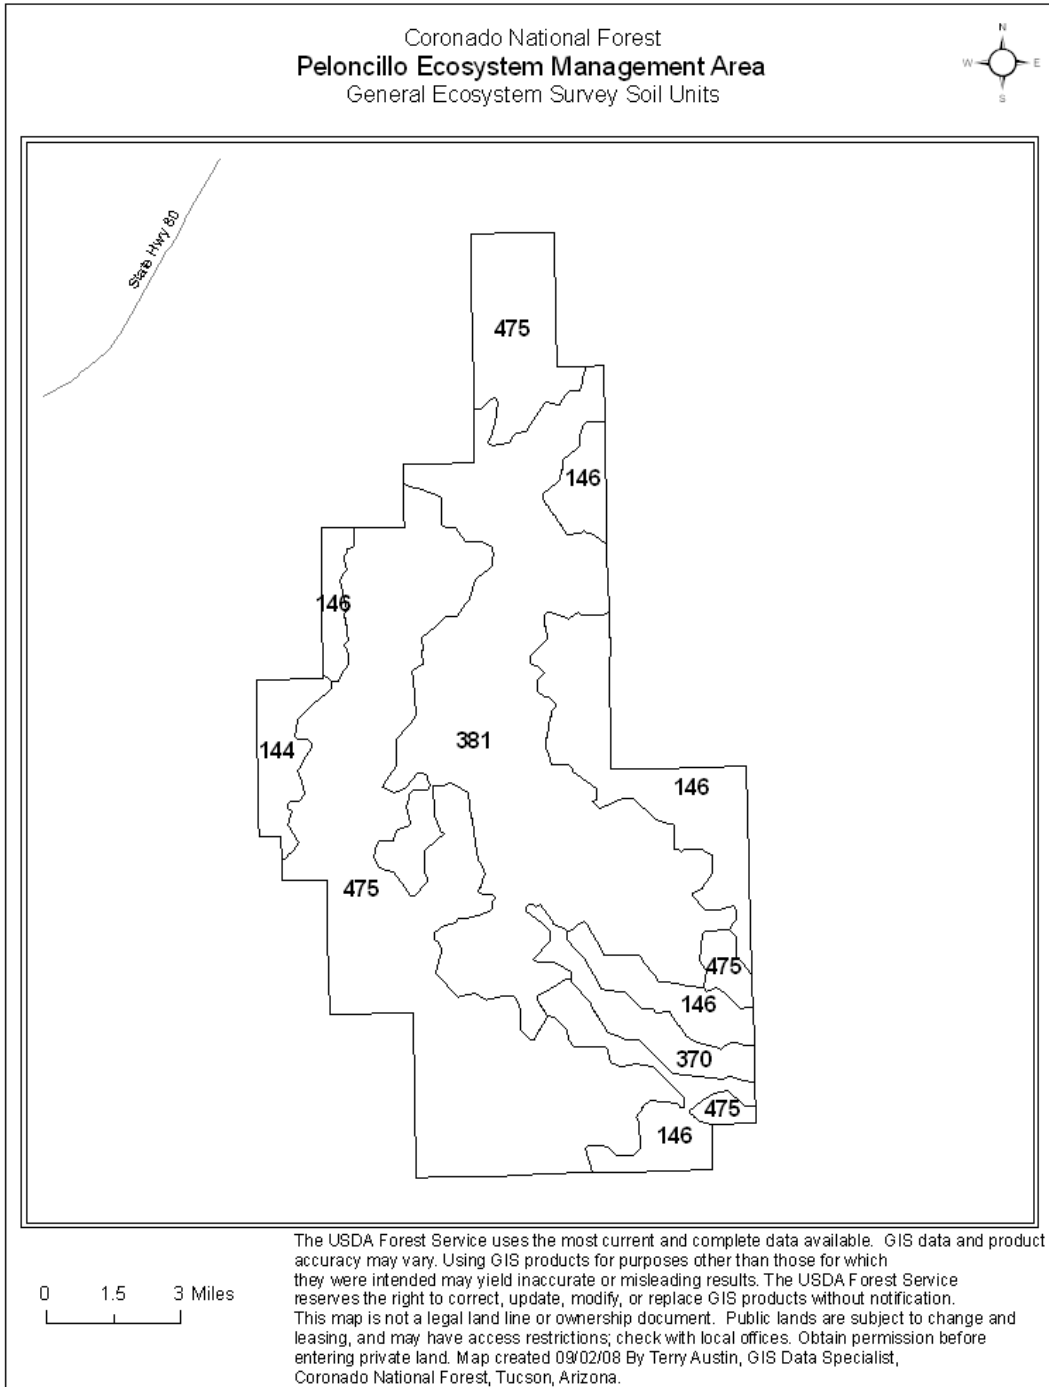 Coronado National Forest
Peloncillo Ecosystem Management Area
General Ecosystem Survey Soil Units
N
W E
S
State Hwy 80
475
146
146
144
381
146
475
475
146
370
475
146
0 1.5 3 Miles
The USDA Forest Service uses the most current and complete data available. GIS data and product
accuracy may vary. Using GIS products for purposes other than those for which
they were intended may yield inaccurate or misleading results. The USDA Forest Service
reserves the right to correct, update, modify, or replace GIS products without notification.
This map is not a legal land line or ownership document. Public lands are subject to change and
leasing, and may have access restrictions; check with local offices. Obtain permission before
entering private land. Map created 09/02/08 By Terry Austin, GIS Data Specialist,
Coronado National Forest, Tucson, Arizona.